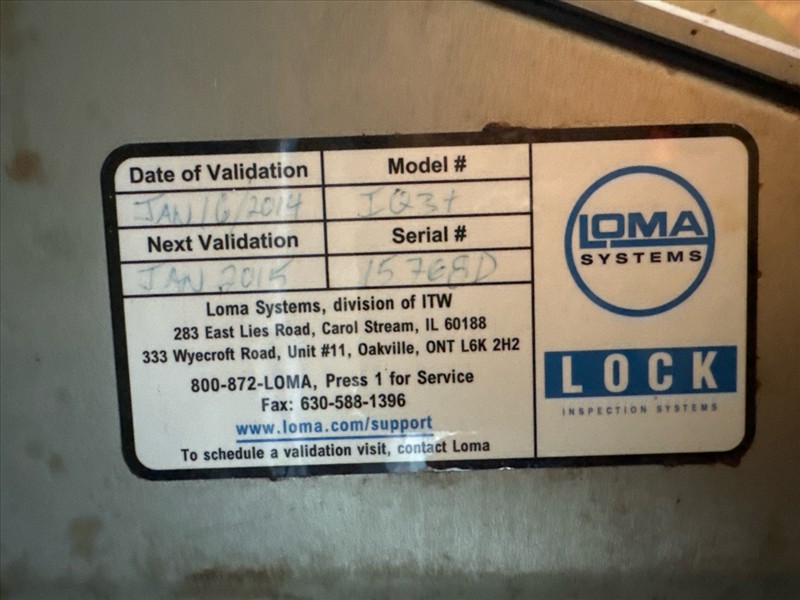 Date of Validation
JAN 16/2014
Next Validation
JAN 2015
Model #
IQ3+
Serial #
15768D
Loma Systems, division of ITW
283 East Lies Road, Carol Stream, IL 60188
333 Wyecroft Road, Unit #11, Oakville, ONT L6K 2H2
800-872-LOMA, Press 1 for Service
Fax: 630-588-1396
www.loma.com/support
To schedule a validation visit, contact Loma
LOMA
SYSTEMS
LOCK
INSPECTION SYSTEMS